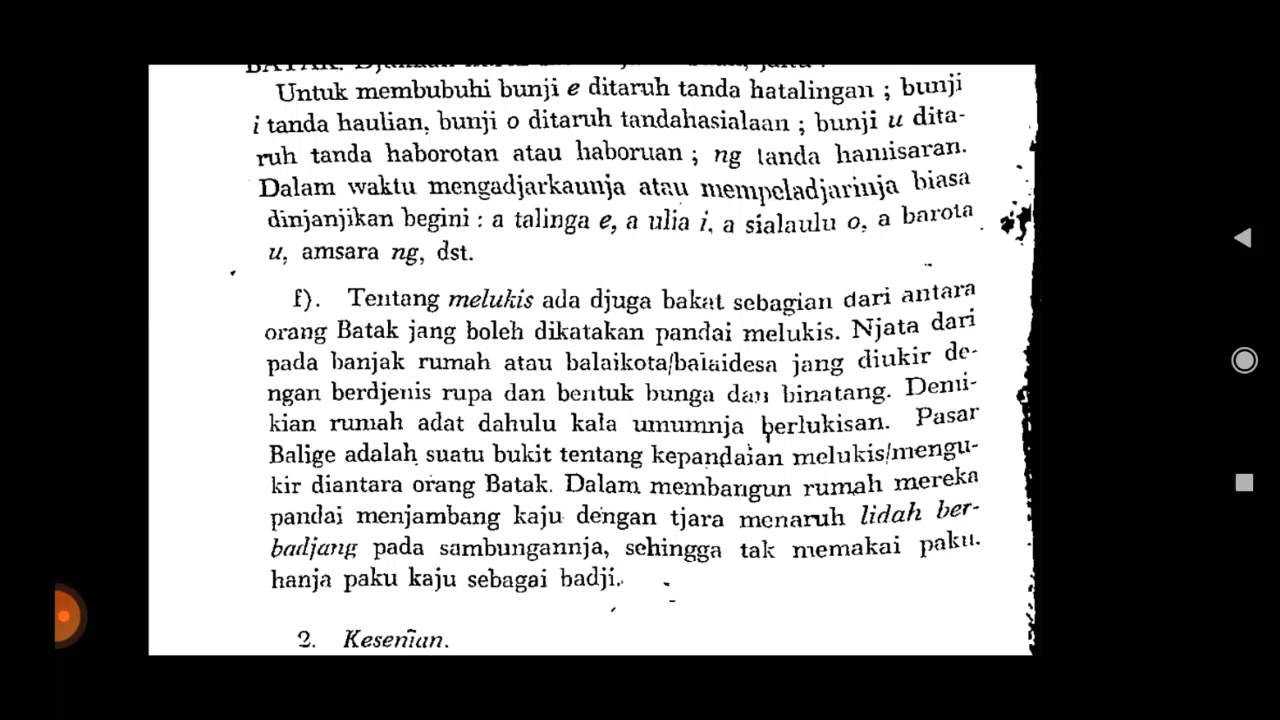 Untuk membubuhi bunji e ditaruh tanda hatalingan ; bunji
i tanda haulian, bunji o ditaruh tandahasialaan ; bunji u dita-
ruh tanda haborotan atau haboruan ; ng tanda hamisaran.
Dalam waktu mengadjarkaunja atau mempeladjarinja biasa
dinjanjikan begini : a talinga e, a ulia i, a sialaulu o, a barota
u, amsara ng, dst.
f). Tentang melukis ada djuga bakat sebagian dari antara
orang Batak jang boleh dikatakan pandai melukis. Njata dari
pada banjak rumah atau balaikota/balaidesa jang diukir de-
ngan berdjenis rupa dan bentuk bunga dan binatang. Demi-
kian rumah adat dahulu kala umumnja berlukisan. Pasar
Balige adalah suatu bukit tentang kepandaian melukis/mengu-
kir diantara orang Batak. Dalam membangun rumah mereka
pandai menjambang kaju dengan tjara menaruh lidah ber-
badjang pada sambungannja, sehingga tak memakai paku.
hanja paku kaju sebagai badji.
2. Kesenian.